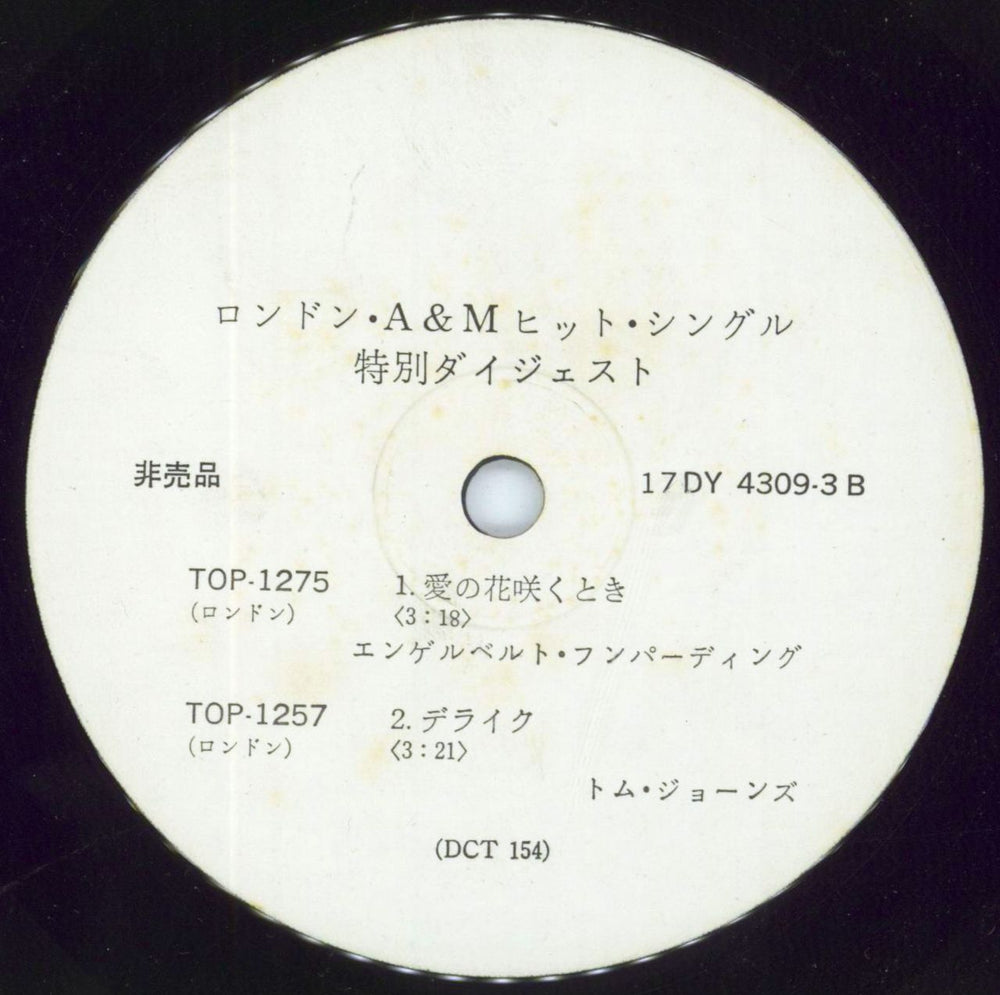 ロンドン・A&Mヒット・シングル
特別ダイジェスト
非売品 17DY 4309-3 B
TOP-1275 1. 愛の花咲くとき
(ロンドン) 〈3：18〉
エンゲルベルト・フンパーディング
TOP-1257 2. デライク
(ロンドン) 〈3：21〉
トム・ジョーンズ
(DCT 154)